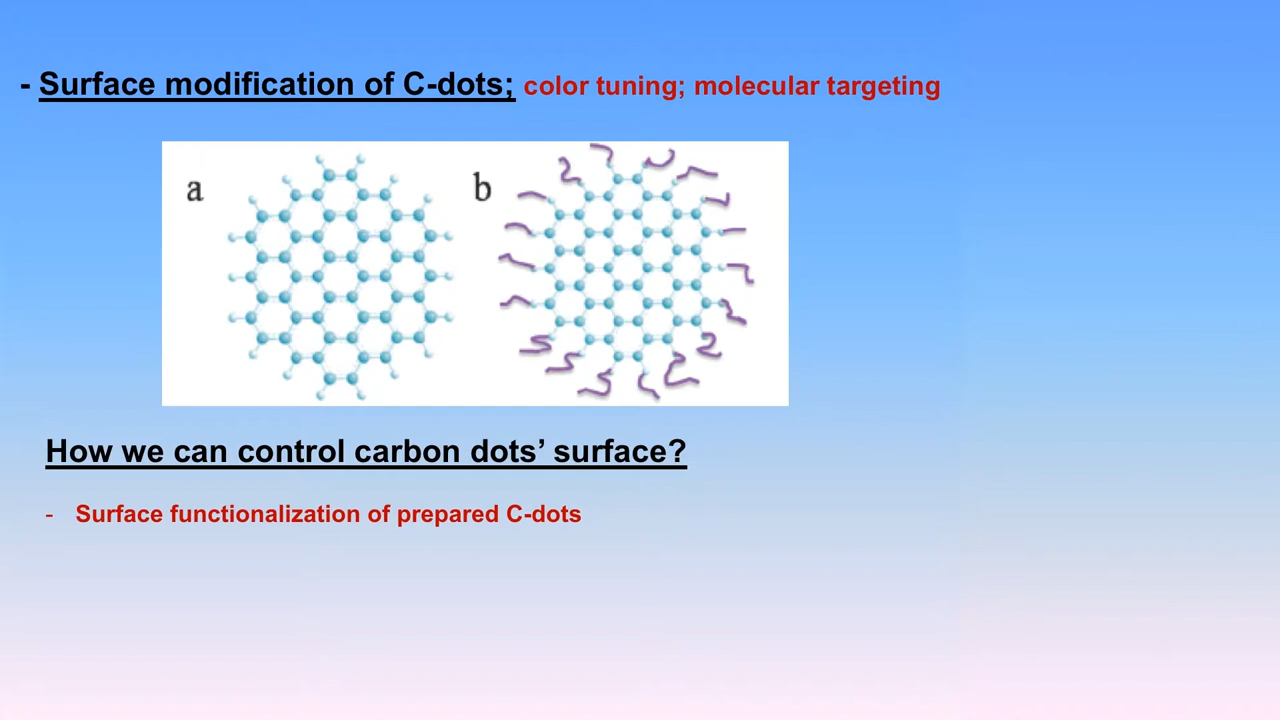 - Surface modification of C-dots; color tuning; molecular targeting
a
b
How we can control carbon dots’ surface?
- Surface functionalization of prepared C-dots